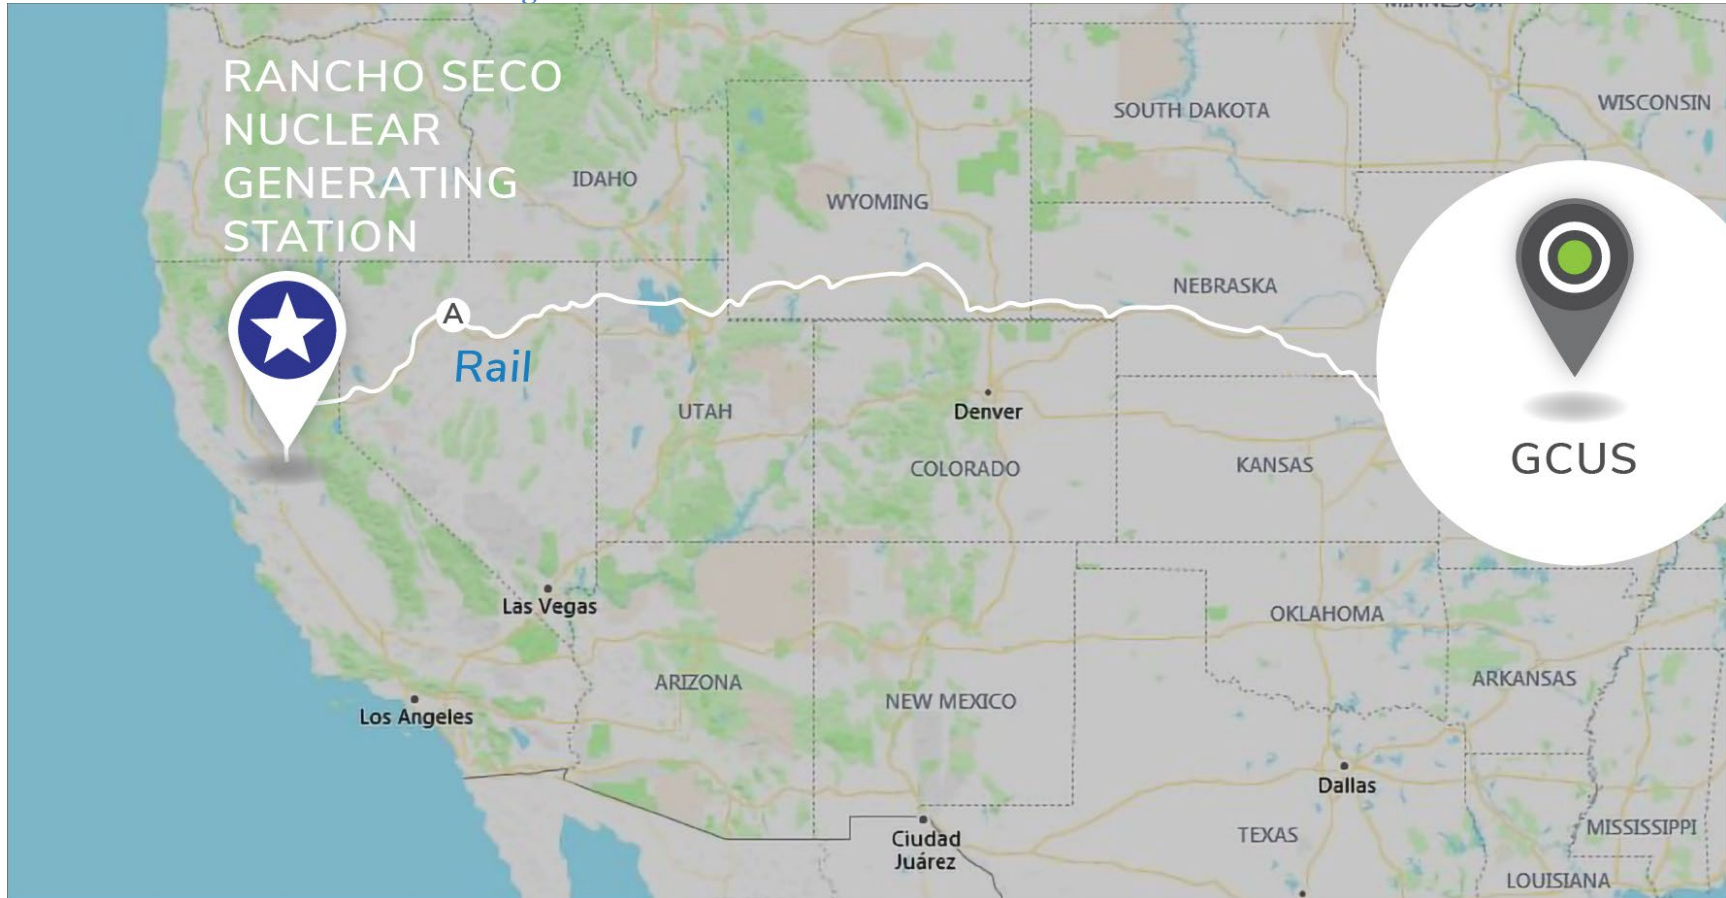 MINNESOTA
RANCHO SECO
NUCLEAR
GENERATING
STATION
SOUTH DAKOTA
WISCONSIN
IDAHO
WYOMING
NEBRASKA
A
Rail
UTAH
Denver
COLORADO
KANSAS
GCUS
Las Vegas
OKLAHOMA
ARIZONA
NEW MEXICO
ARKANSAS
Los Angeles
Dallas
Ciudad
Juárez
TEXAS
MISSISSIPPI
LOUISIANA